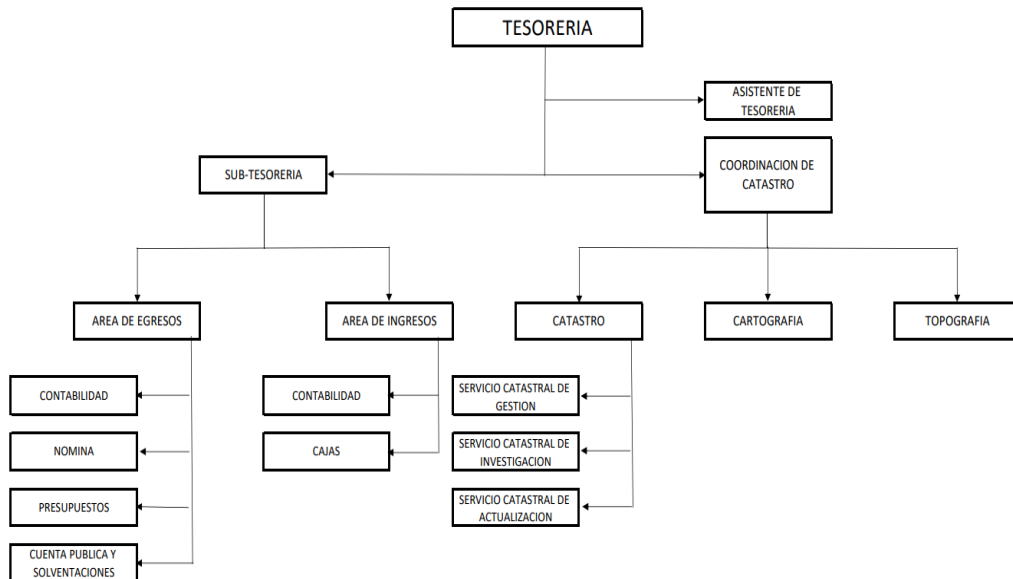 TESORERIA
ASISTENTE DE
TESORERIA
SUB-TESORERIA
COORDINACION DE
CATASTRO
AREA DE EGRESOS
AREA DE INGRESOS
CATASTRO
CARTOGRAFIA
TOPOGRAFIA
CONTABILIDAD
NOMINA
PRESUPUESTOS
CUENTA PUBLICA Y
SOLVENTACIONES
CONTABILIDAD
CAJAS
SERVICIO CATASTRAL DE
GESTION
SERVICIO CATASTRAL DE
INVESTIGACION
SERVICIO CATASTRAL DE
ACTUALIZACION